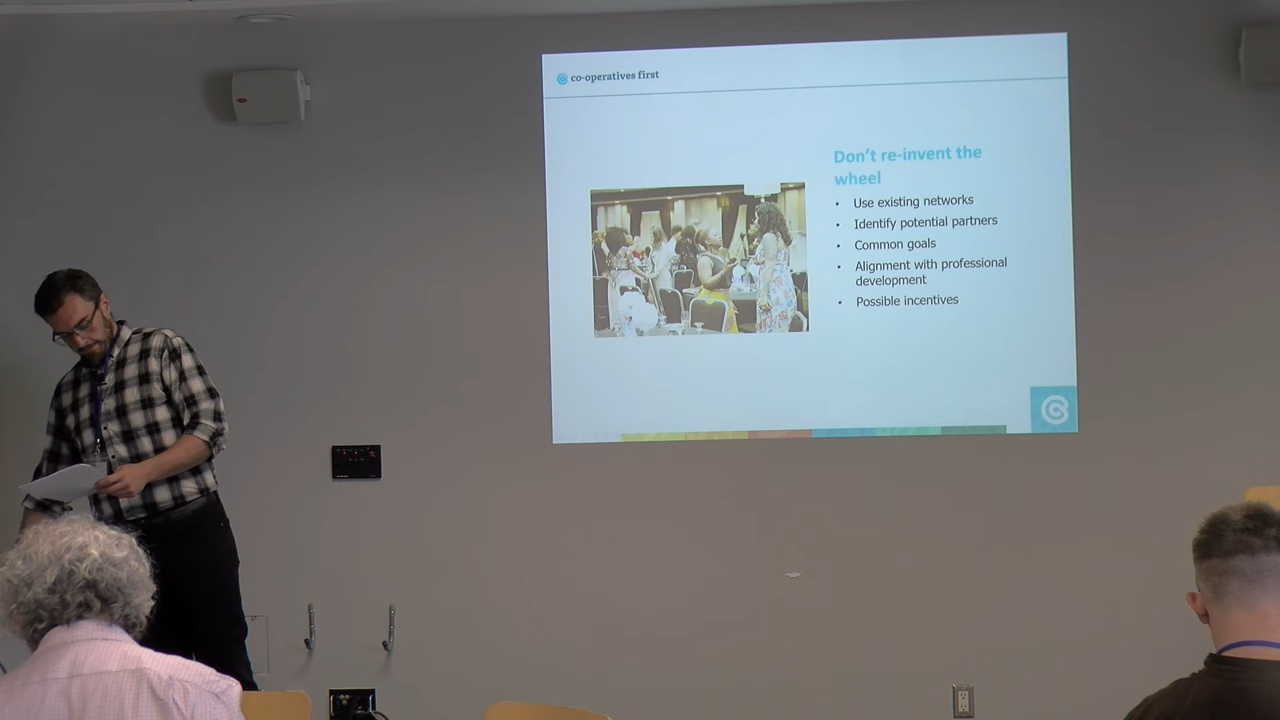 co-operatives first
Don't re-invent the
wheel
• Use existing networks
• Identify potential partners
• Common goals
• Alignment with professional
development
• Possible incentives